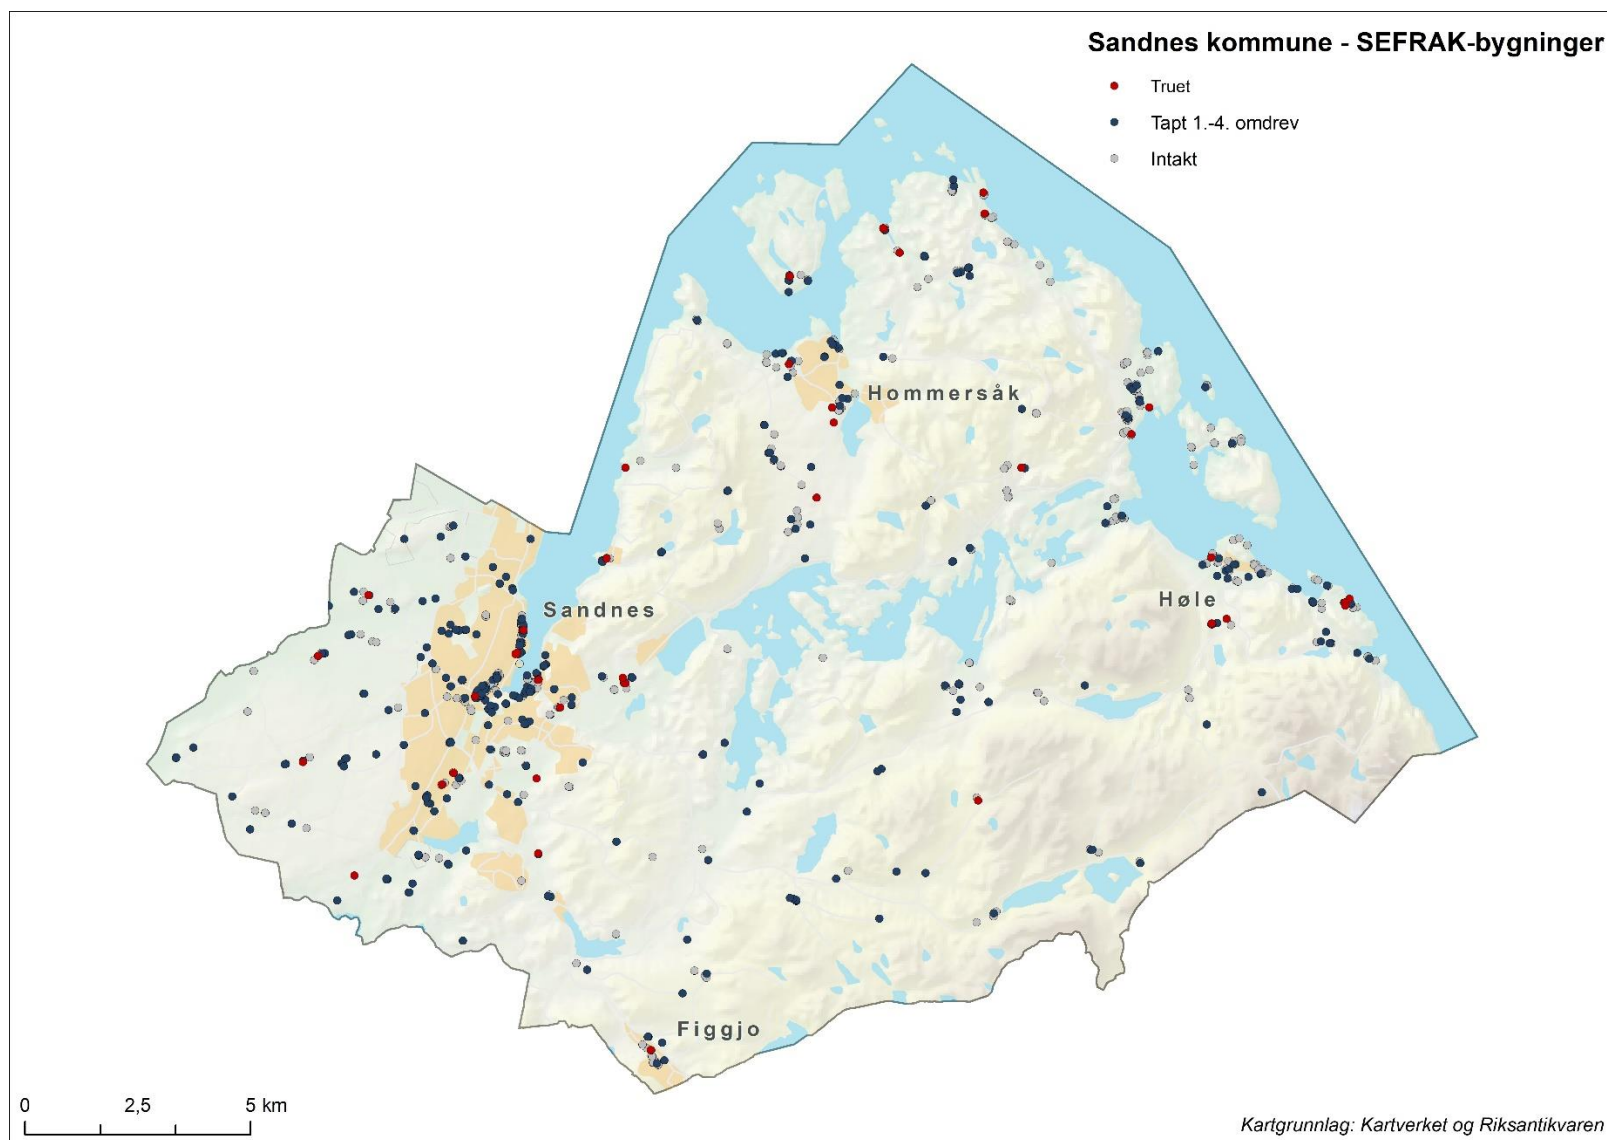 Sandnes kommune - SEFRAK-bygninger
Truet
Tapt 1.-4. omdrev
Intakt
Hommersåk
Sandnes
Høle
Figgjo
0 2,5 5 km
Kartgrunnlag: Kartverket og Riksantikvaren